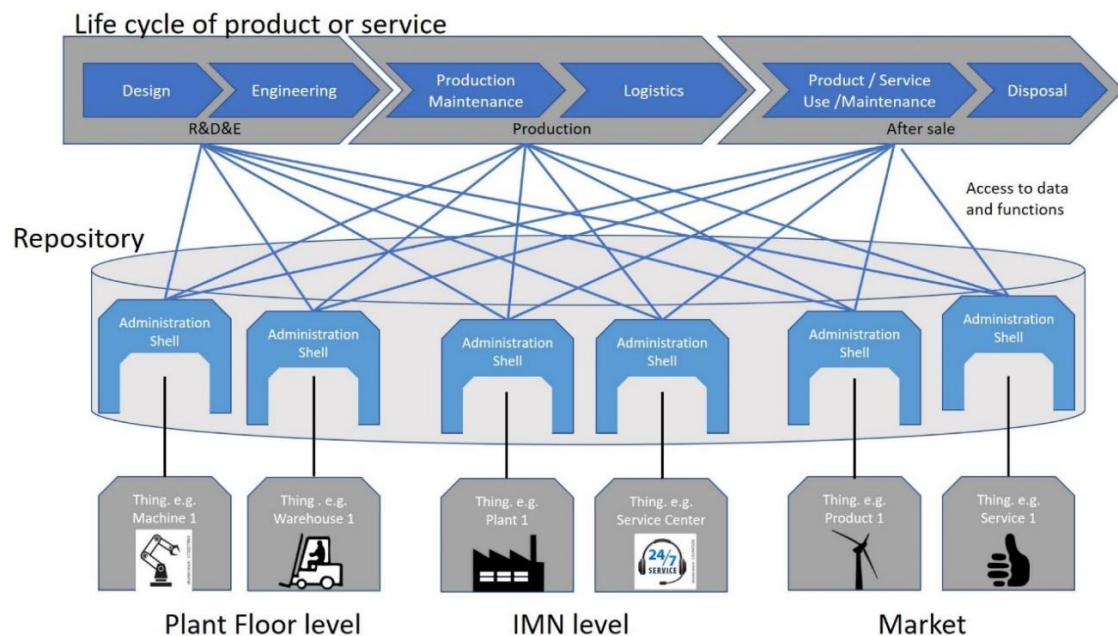 Life cycle of product or service
Design
Engineering
R&D&E
Production
Maintenance
Logistics
Production
Product / Service
Use /Maintenance
Disposal
After sale
Access to data
and functions
Repository
Administration
Shell
Administration
Shell
Administration
Shell
Administration
Shell
Administration
Shell
Administration
Shell
Thing. e.g.
Machine 1
Thing . e.g.
Warehouse 1
Thing. e.g.
Plant 1
Thing. e.g.
Service Center
24/7
SERVICE
Thing. e.g.
Product 1
Thing. e.g.
Service 1
Plant Floor level
IMN level
Market